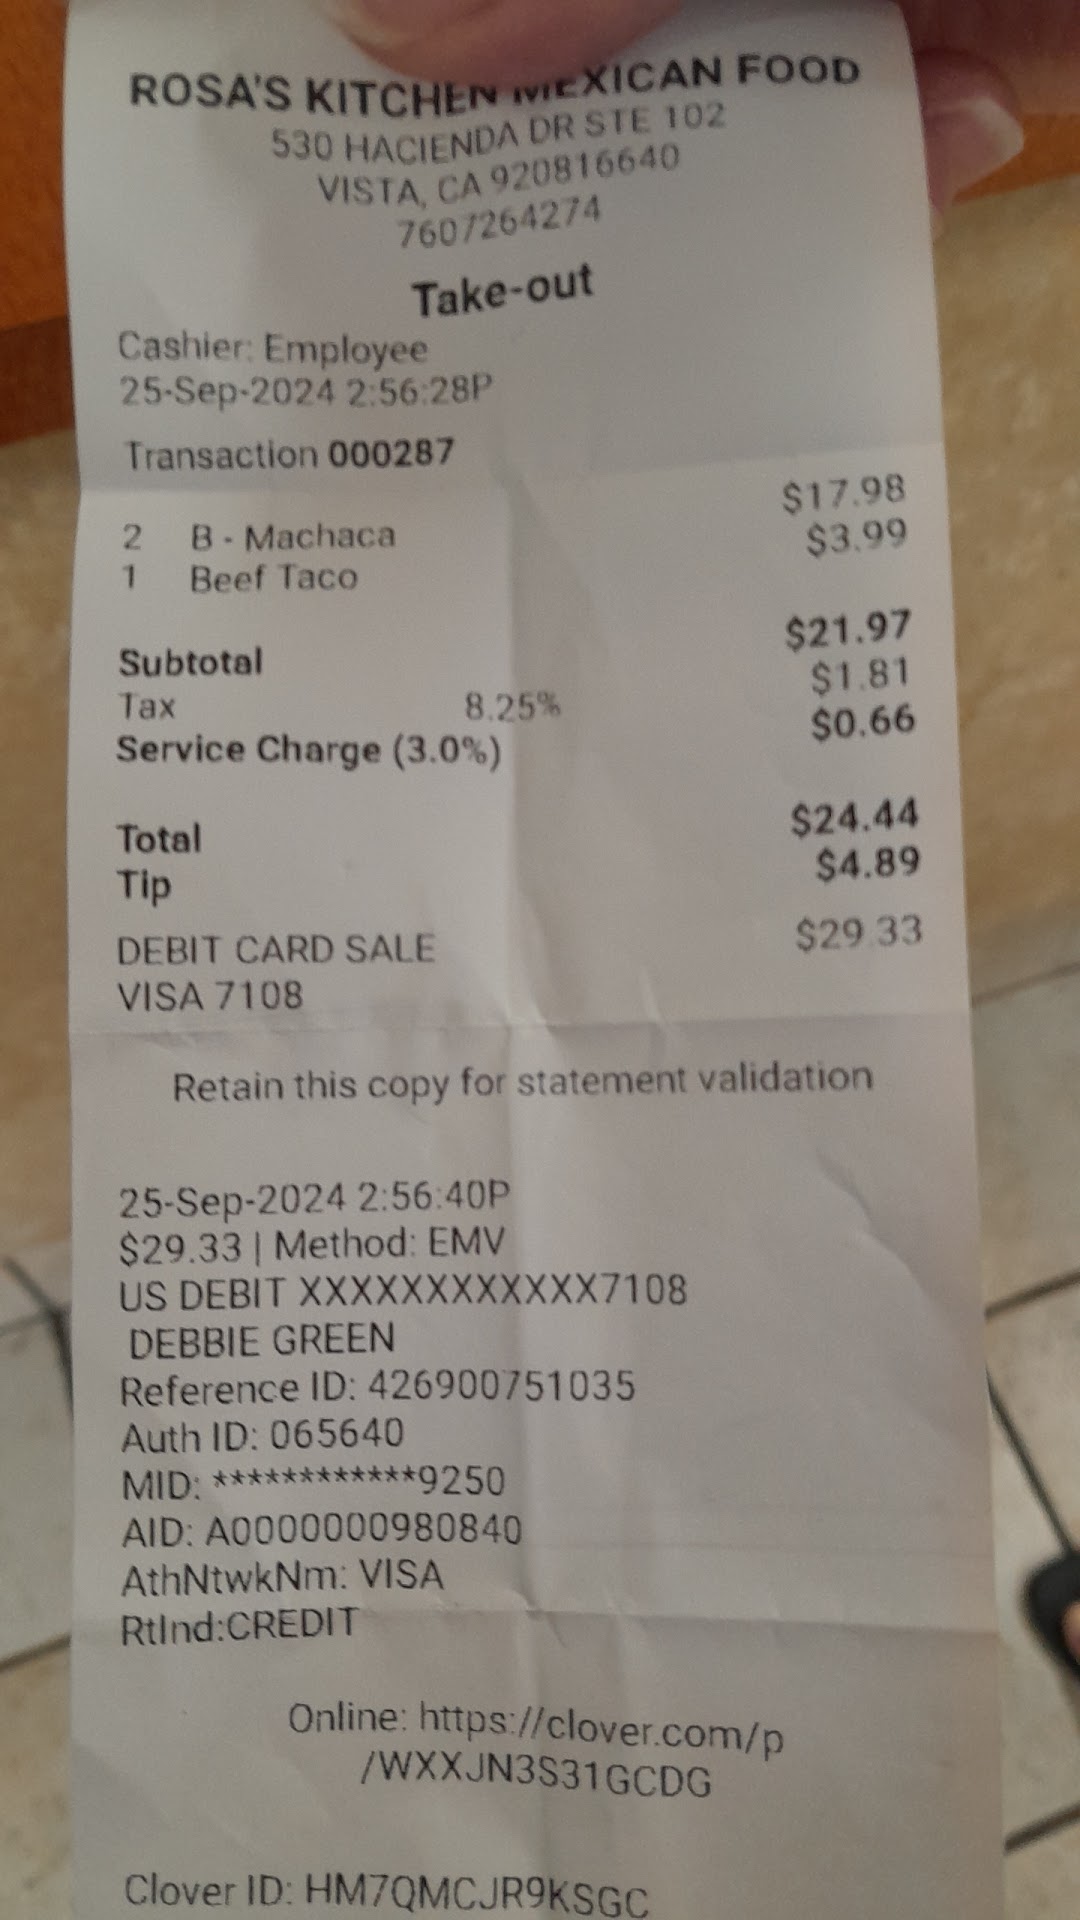 ROSA'S KITCHEN MEXICAN FOOD
530 HACIENDA DR STE 102
VISTA, CA 920816640
7607264274
Take-out
Cashier: Employee
25-Sep-2024 2:56:28P
Transaction 000287
2 B - Machaca $17.98
1 Beef Taco $3.99
Subtotal $21.97
Tax 8.25% $1.81
Service Charge (3.0%) $0.66
Total $24.44
Tip $4.89
DEBIT CARD SALE $29.33
VISA 7108
Retain this copy for statement validation
25-Sep-2024 2:56:40P
$29.33 | Method: EMV
US DEBIT XXXXXXXXXXXX7108
DEBBIE GREEN
Reference ID: 426900751035
Auth ID: 065640
MID: ************9250
AID: A0000000980840
AthNtwkNm: VISA
RtInd:CREDIT
Online: https://clover.com/p
/WXXJN3S31GCDG
Clover ID: HM7QMCJR9KSGC